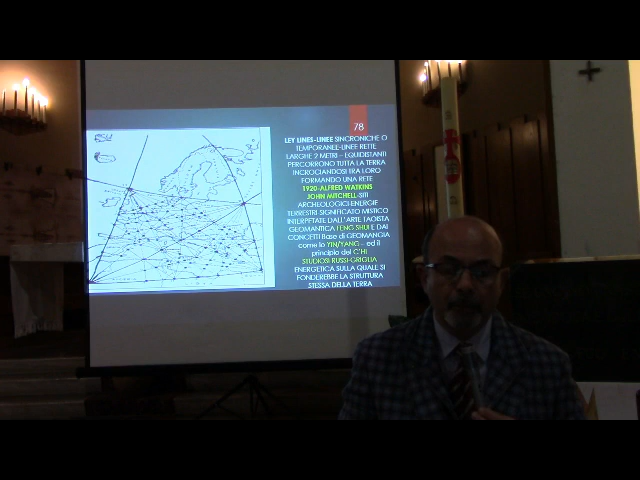 78
LEY LINES-LINEE SINCRONICHE O
TEMPORANEE-LINEE RETTE
LARGHE 2 METRI – EQUIDISTANTI
PERCORRONO TUTTA LA TERRA
INCROCIANDOSI TRA LORO
FORMANDO UNA RETE
1920-ALFRED WATKINS
JOHN MITCHELL-SITI
ARCHEOLOGICI ENERGIE
TERRESTRI SIGNIFICATO MISTICO
INTERPETATE DALL'ARTE TAOISTA
GEOMANTICA FENG SHUI E DAI
CONCETTI Base di GEOMANGIA
come lo YIN/YANG – ed il
principio del C'HI
STUDIOSI RUSSI-GRIGLIA
ENERGETICA SULLA QUALE SI
FONDEREBBE LA STRUTTURA
STESSA DELLA TERRA